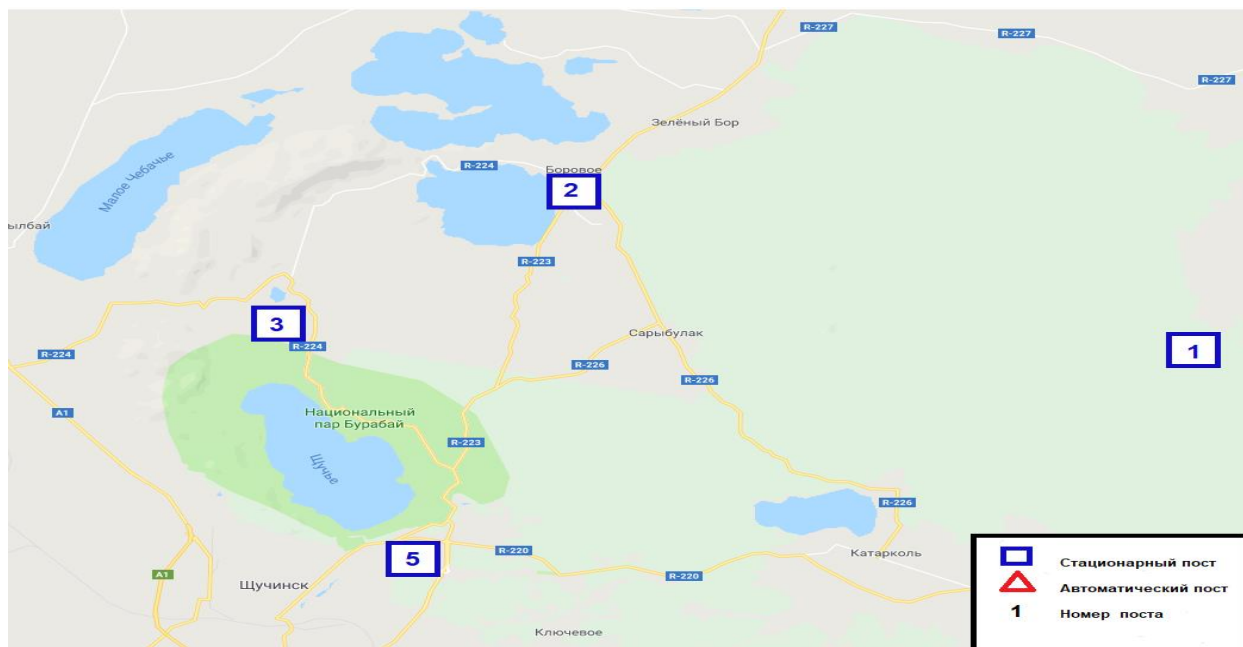 R-227
R-227
R-227
Зелёный Бор
R-224
Боровое
2
Малое Чебачье
ылбай
R-223
3
Сарыбулак
R-224
R-224
1
R-226
R-226
A1
Национальный
пар Бурабай
R-223
Щучье
R-226
5
R-220
Катарколь
A1
R-220
Щучинск
Ключевое
Стационарный пост
Автоматический пост
1 Номер поста